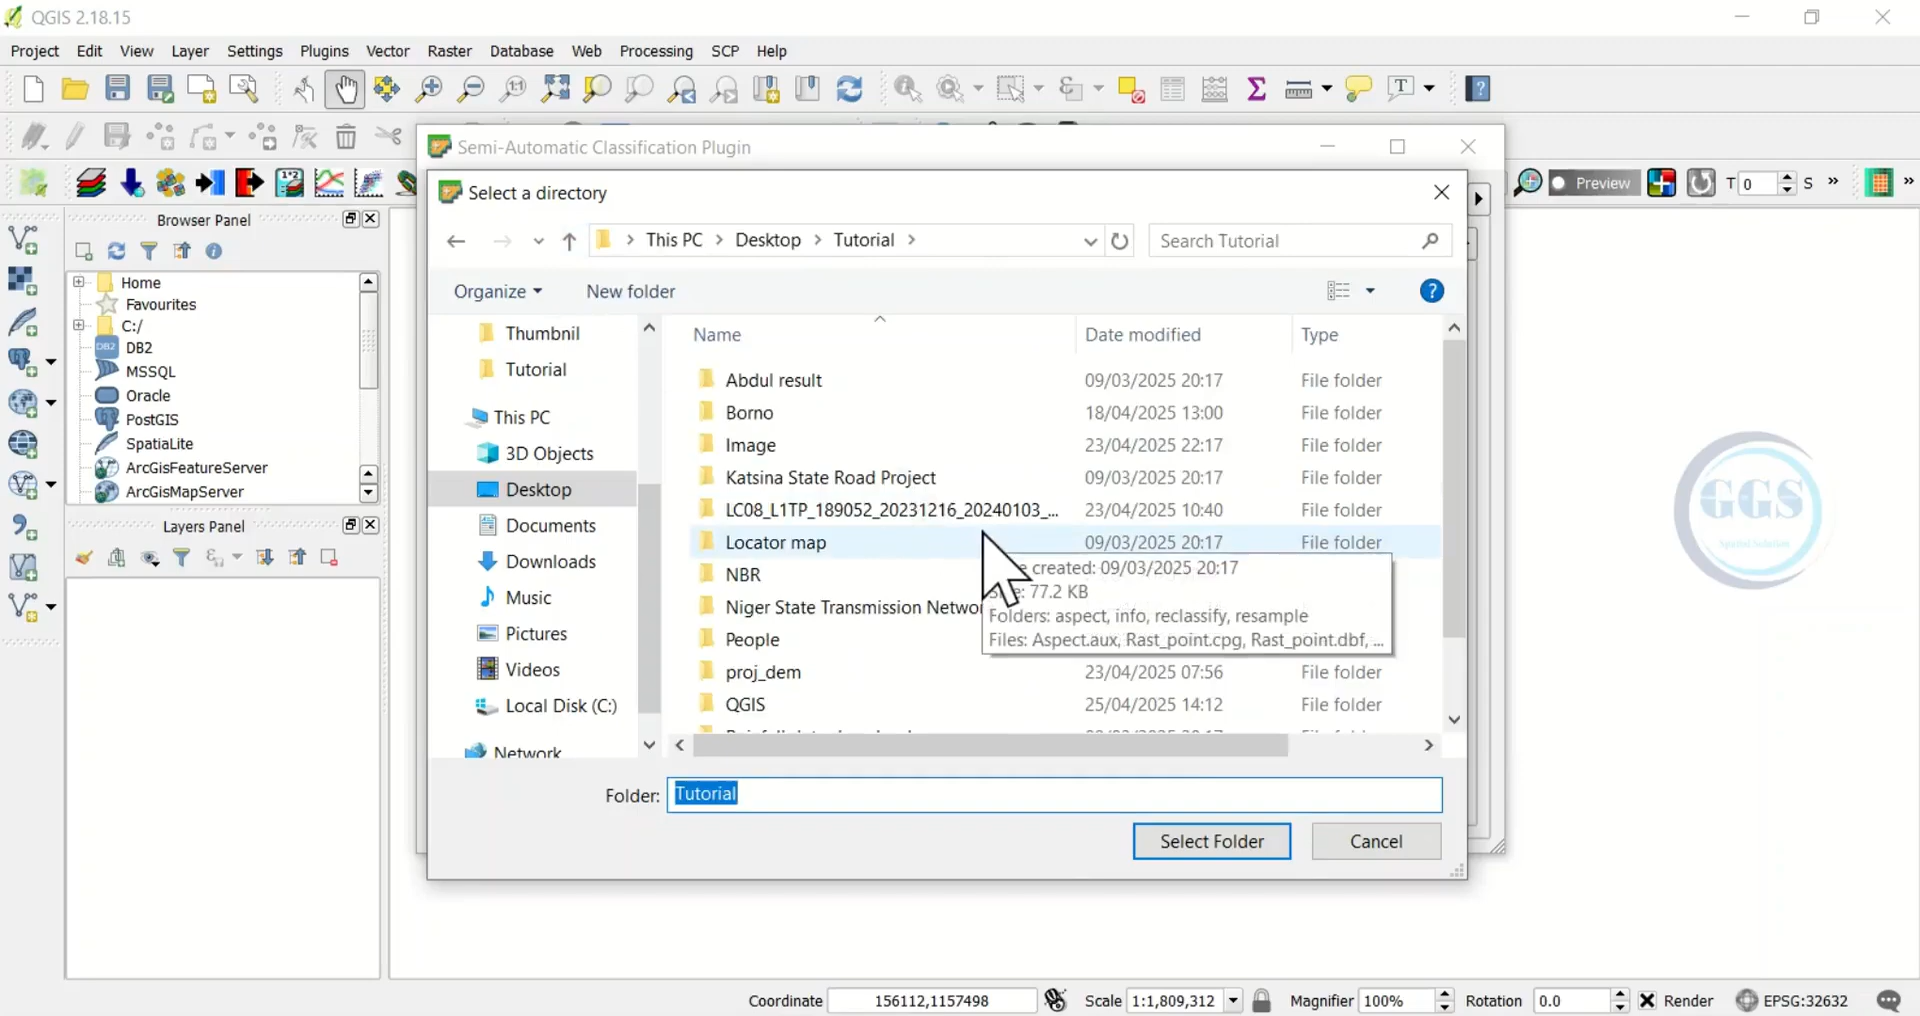 QGIS 2.18.15
Project Edit View Layer Settings Plugins Vector Raster Database Web Processing SCP Help
Semi-Automatic Classification Plugin
Preview T 0 S »
»
Select a directory
This PC > Desktop > Tutorial >
Search Tutorial
Organize
New folder
Browser Panel
Home
Favourites
C:/
DB2
MSSQL
Oracle
PostGIS
SpatiaLite
ArcGisFeatureServer
ArcGisMapServer
Layers Panel
Thumbnil
Tutorial
This PC
3D Objects
Desktop
Documents
Downloads
Music
Pictures
Videos
Local Disk (C:)
Network
Name Date modified Type
Abdul result 09/03/2025 20:17 File folder
Borno 18/04/2025 13:00 File folder
Image 23/04/2025 22:17 File folder
Katsina State Road Project 09/03/2025 20:17 File folder
LC08_L1TP_189052_20231216_20240103_... 23/04/2025 10:40 File folder
Locator map 09/03/2025 20:17 File folder
NBR
Niger State Transmission
People
proj_dem 23/04/2025 07:56 File folder
QGIS 25/04/2025 14:12 File folder
created: 09/03/2025 20:17
77.2 KB
Folders: aspect, info, reclassify, resample
Files: Aspect.aux, Rast_point.cpg, Rast_point.dbf, ...
Folder: Tutorial
Select Folder
Cancel
GGS
Coordinate 156112,1157498 Scale 1:1,809,312 Magnifier 100% Rotation 0.0 Render EPSG:32632